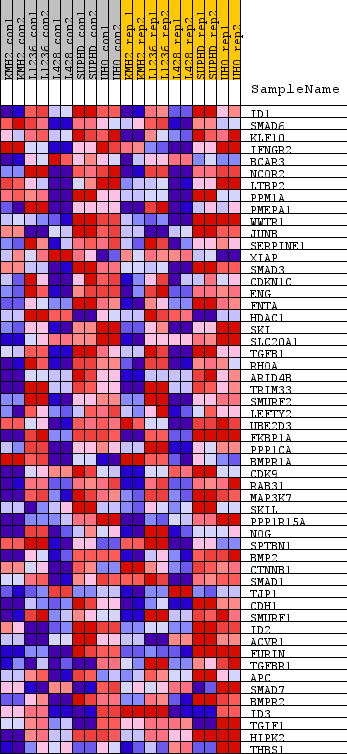 KMH2_con1
KMH2_con2
L1236_con1
L1236_con2
L428_con1
L428_con2
SUPHD_con1
SUPHD_con2
UHO_con1
UHO_con2
KMH2_rep1
KMH2_rep2
L1236_rep1
L1236_rep2
L428_rep1
L428_rep2
SUPHD_rep1
SUPHD_rep2
UHO_rep1
UHO_rep2
SampleName
ID1
SMAD6
KLF10
IFNGR2
BCAR3
NCOR2
LTBP2
PPM1A
PMEPA1
WWTR1
JUNB
SERPINE1
XIAP
SMAD3
CDKN1C
ENG
FNTA
HDAC1
SKI
SLC20A1
TGFB1
RHOA
ARID4B
TRIM33
SMURF2
LEFTY2
UBE2D3
FKBP1A
PPP1CA
BMPR1A
CDK9
RAB31
MAP3K7
SKIL
PPP1R15A
NOG
SPTBN1
BMP2
CTNNB1
SMAD1
TJP1
CDH1
SMURF1
ID2
ACVR1
FURIN
TGFBR1
APC
SMAD7
BMPR2
ID3
TGIF1
HIPK2
THBS1